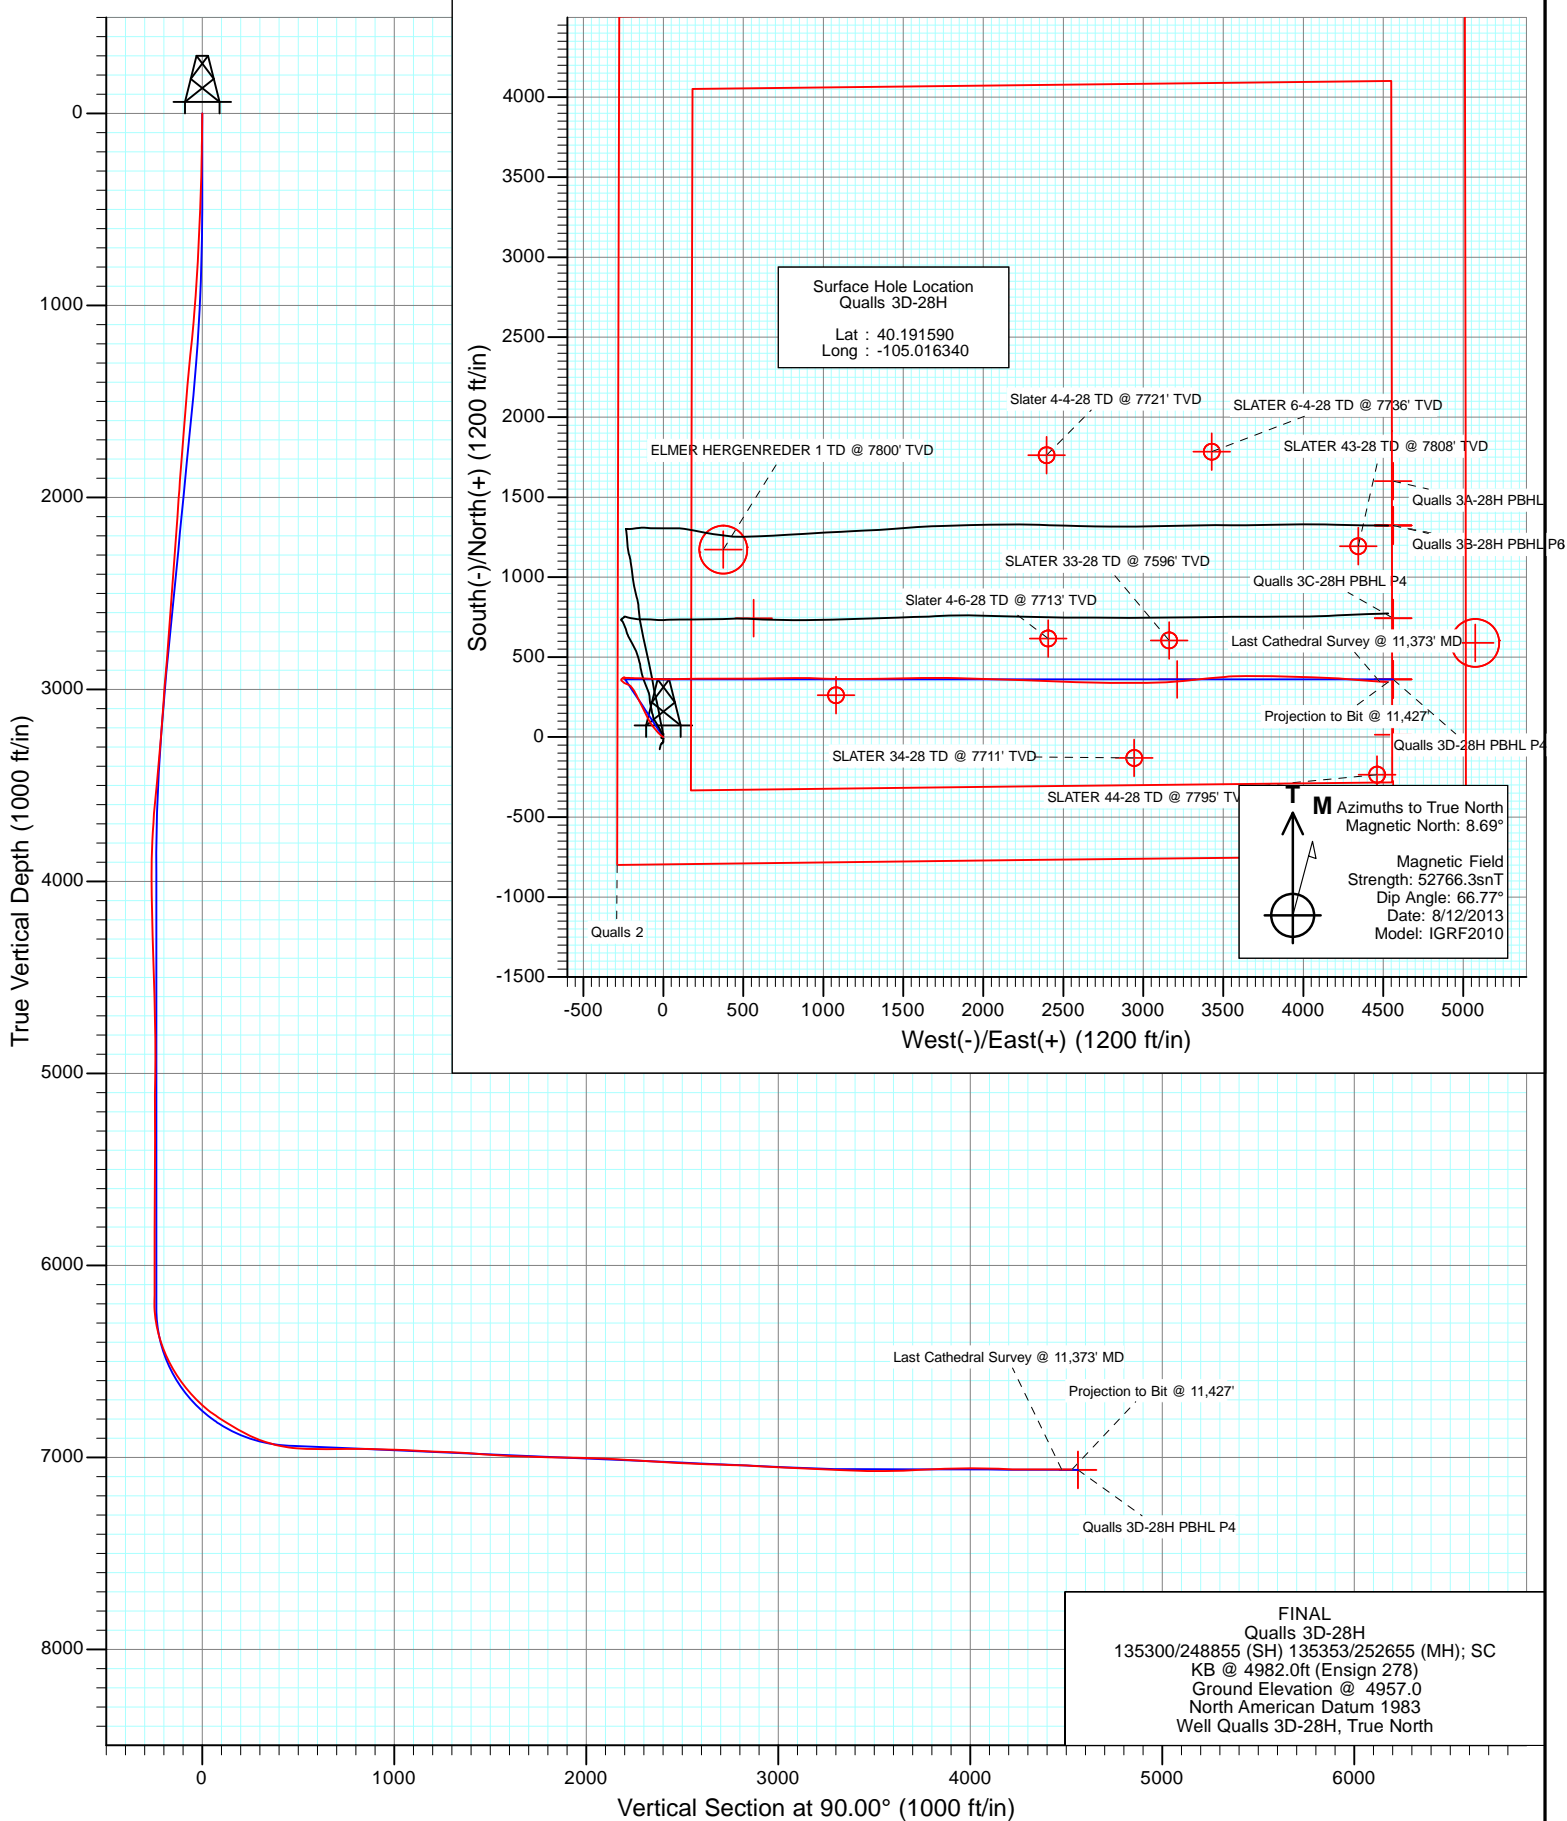 True Vertical Depth (1000 ft/in)
0
1000
2000
3000
4000
5000
6000
7000
8000
0
1000
2000
3000
4000
5000
6000
Vertical Section at 90.00° (1000 ft/in)
South(-)/North(+) (1200 ft/in)
4000
3500
3000
2500
2000
1500
1000
500
0
-500
-1000
-1500
-500
0
500
1000
1500
2000
2500
3000
3500
4000
4500
5000
West(-)/East(+) (1200 ft/in)
Surface Hole Location
Qualls 3D-28H
Lat : 40.191590
Long : -105.016340
Slater 4-4-28 TD @ 7721' TVD
SLATER 6-4-28 TD @ 7736' TVD
ELMER HERGENREDER 1 TD @ 7800' TVD
SLATER 43-28 TD @ 7808' TVD
Qualls 3A-28H PBHL
Qualls 3B-28H PBHL P6
SLATER 33-28 TD @ 7596' TVD
Qualls 3C-28H PBHL P4
Slater 4-6-28 TD @ 7713' TVD
Last Cathedral Survey @ 11,373' MD
Projection to Bit @ 11,427'
Qualls 3D-28H PBHL P4
SLATER 34-28 TD @ 7711' TVD
SLATER 44-28 TD @ 7795' TV
Qualls 2
T
M Azimuths to True North
Magnetic North: 8.69°
Magnetic Field
Strength: 52766.3snT
Dip Angle: 66.77°
Date: 8/12/2013
Model: IGRF2010
Last Cathedral Survey @ 11,373' MD
Projection to Bit @ 11,427'
Qualls 3D-28H PBHL P4
FINAL
Qualls 3D-28H
135300/248855 (SH) 135353/252655 (MH); SC
KB @ 4982.0ft (Ensign 278)
Ground Elevation @ 4957.0
North American Datum 1983
Well Qualls 3D-28H, True North